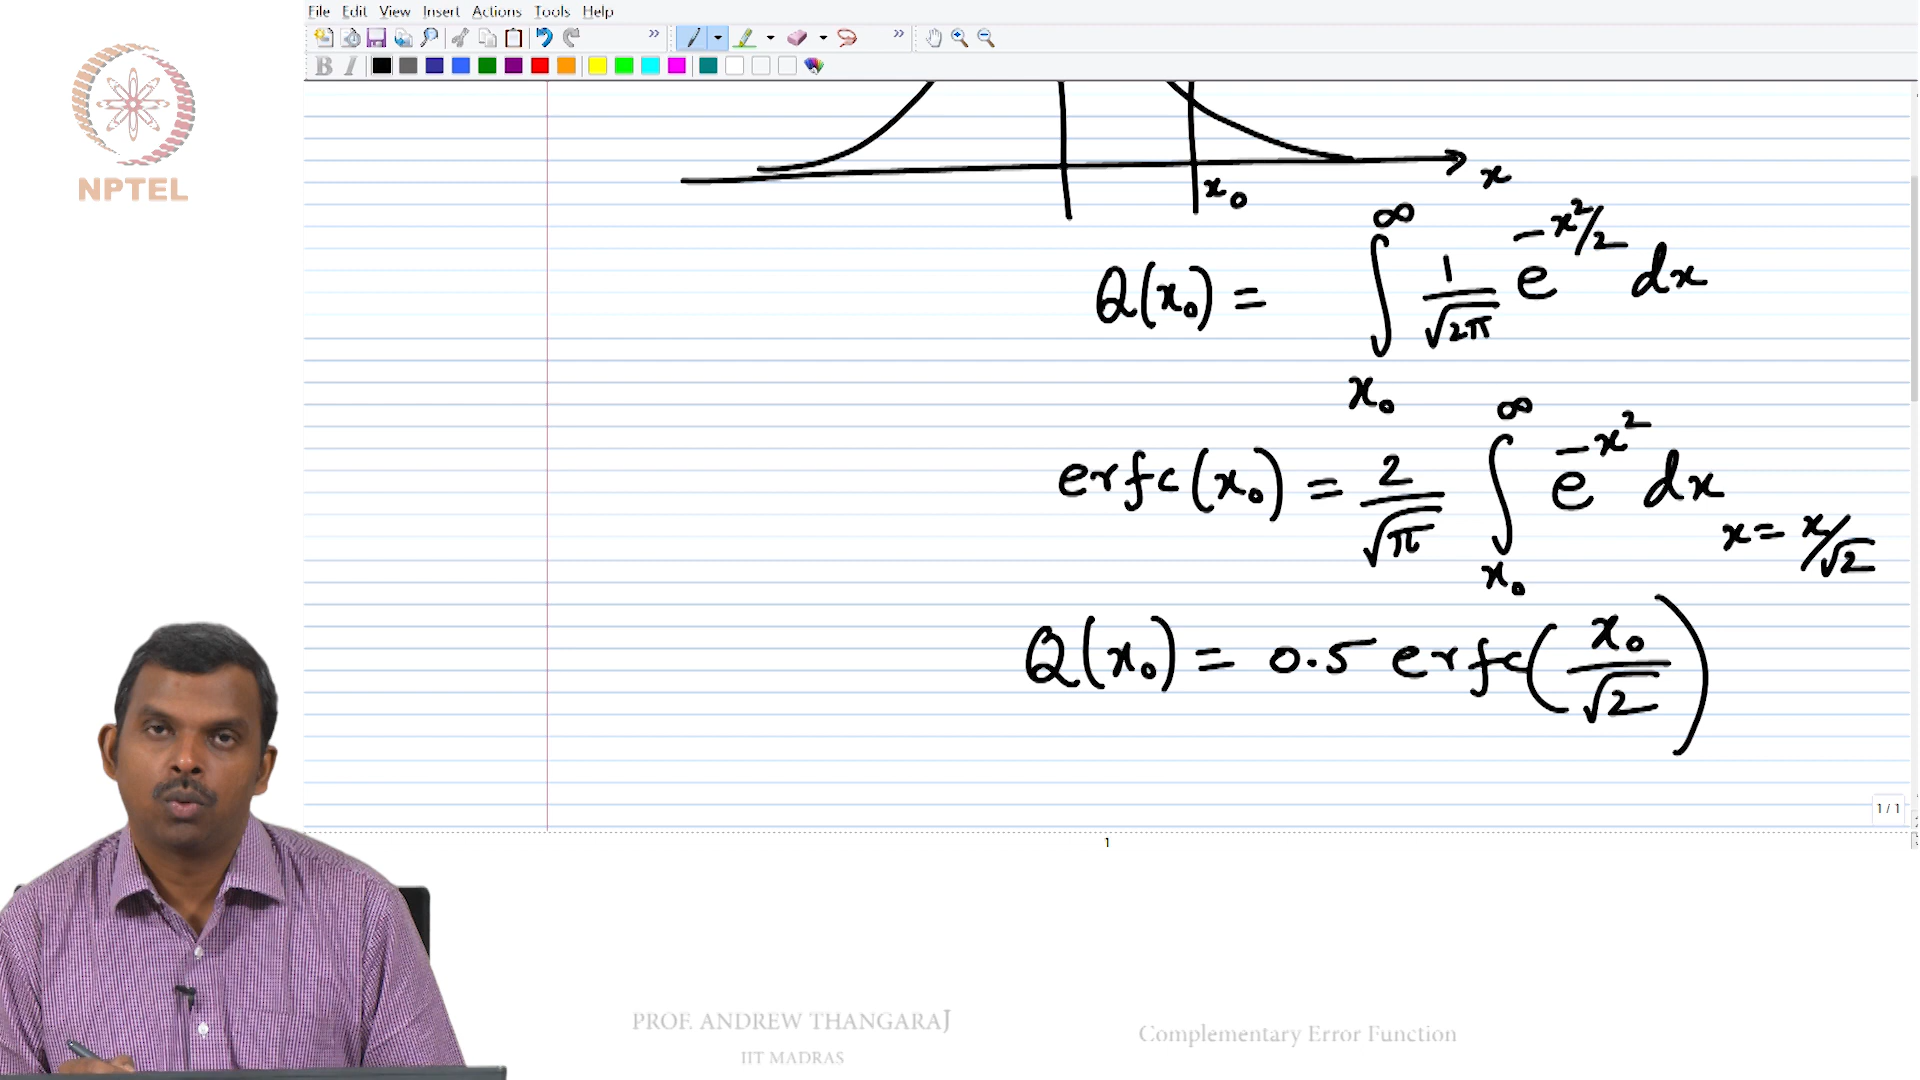 File Edit View Insert Actions Tools Help
B I
NPTEL
x₀
x
Q(x₀) = ∫_{x₀}^{∞} 1/√2π e^{-x²/2} dx
erfc(x₀) = 2/√π ∫_{x₀}^{∞} e^{-x²} dx
x = x/√2
Q(x₀) = 0.5 erfc(x₀/√2)
1 / 1
1
PROF. ANDREW THANGARAJ
IIT MADRAS
Complementary Error Function